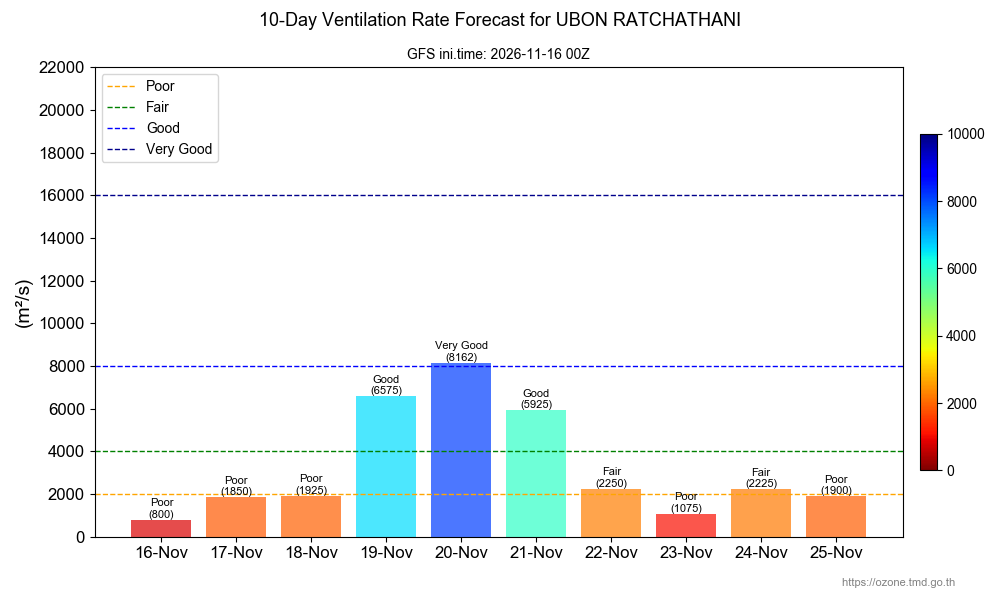 10-Day Ventilation Rate Forecast for UBON RATCHATHANI
GFS ini.time: 2026-11-16 00Z
(m²/s)
22000
20000
18000
16000
14000
12000
10000
8000
6000
4000
2000
0
Poor
Fair
Good
Very Good
Poor
(800)
Poor
(1850)
Poor
(1925)
Good
(6575)
Very Good
(8162)
Good
(5925)
Fair
(2250)
Poor
(1075)
Fair
(2225)
Poor
(1900)
16-Nov 17-Nov 18-Nov 19-Nov 20-Nov 21-Nov 22-Nov 23-Nov 24-Nov 25-Nov
10000
8000
6000
4000
2000
0
https://ozone.tmd.go.th